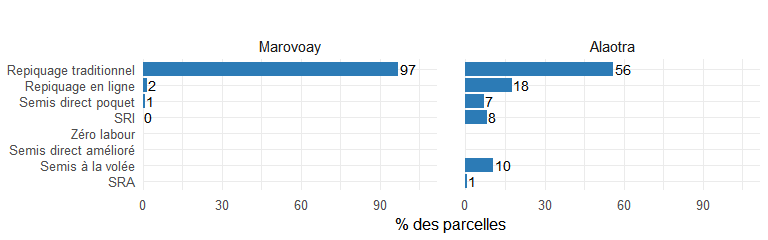 Marovoay Alaotra
Repiquage traditionnel 97 56
Repiquage en ligne 2 18
Semis direct poquet 1 7
SRI 0 8
Zéro labour
Semis direct amélioré
Semis à la volée 10
SRA 1
0 30 60 90 0 30 60 90
% des parcelles